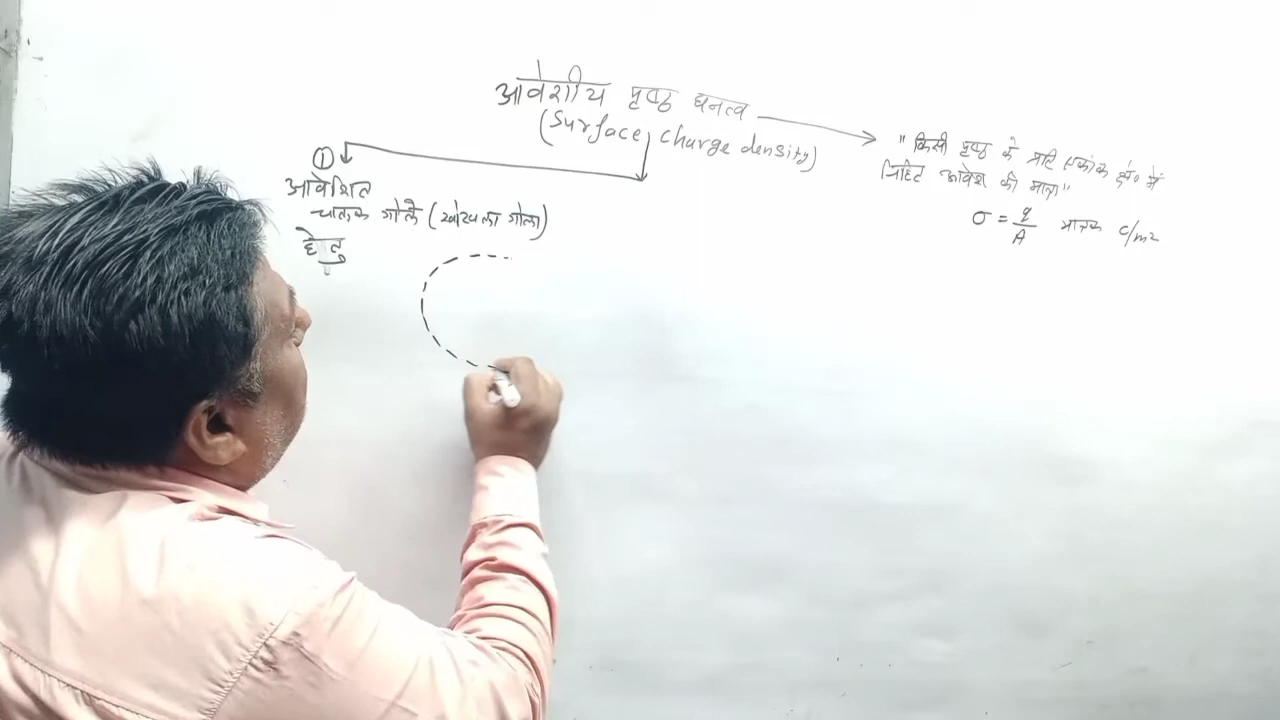 आवेशीय पृष्ठ घनत्व
(Surface charge density)
"किसी पृष्ठ के प्रति एकांक क्षे० में
निहित आवेश की मात्रा"
σ = q/A मात्रक C/m²
①
आवेशित
चालक गोले (खोखला गोला)
हेतु